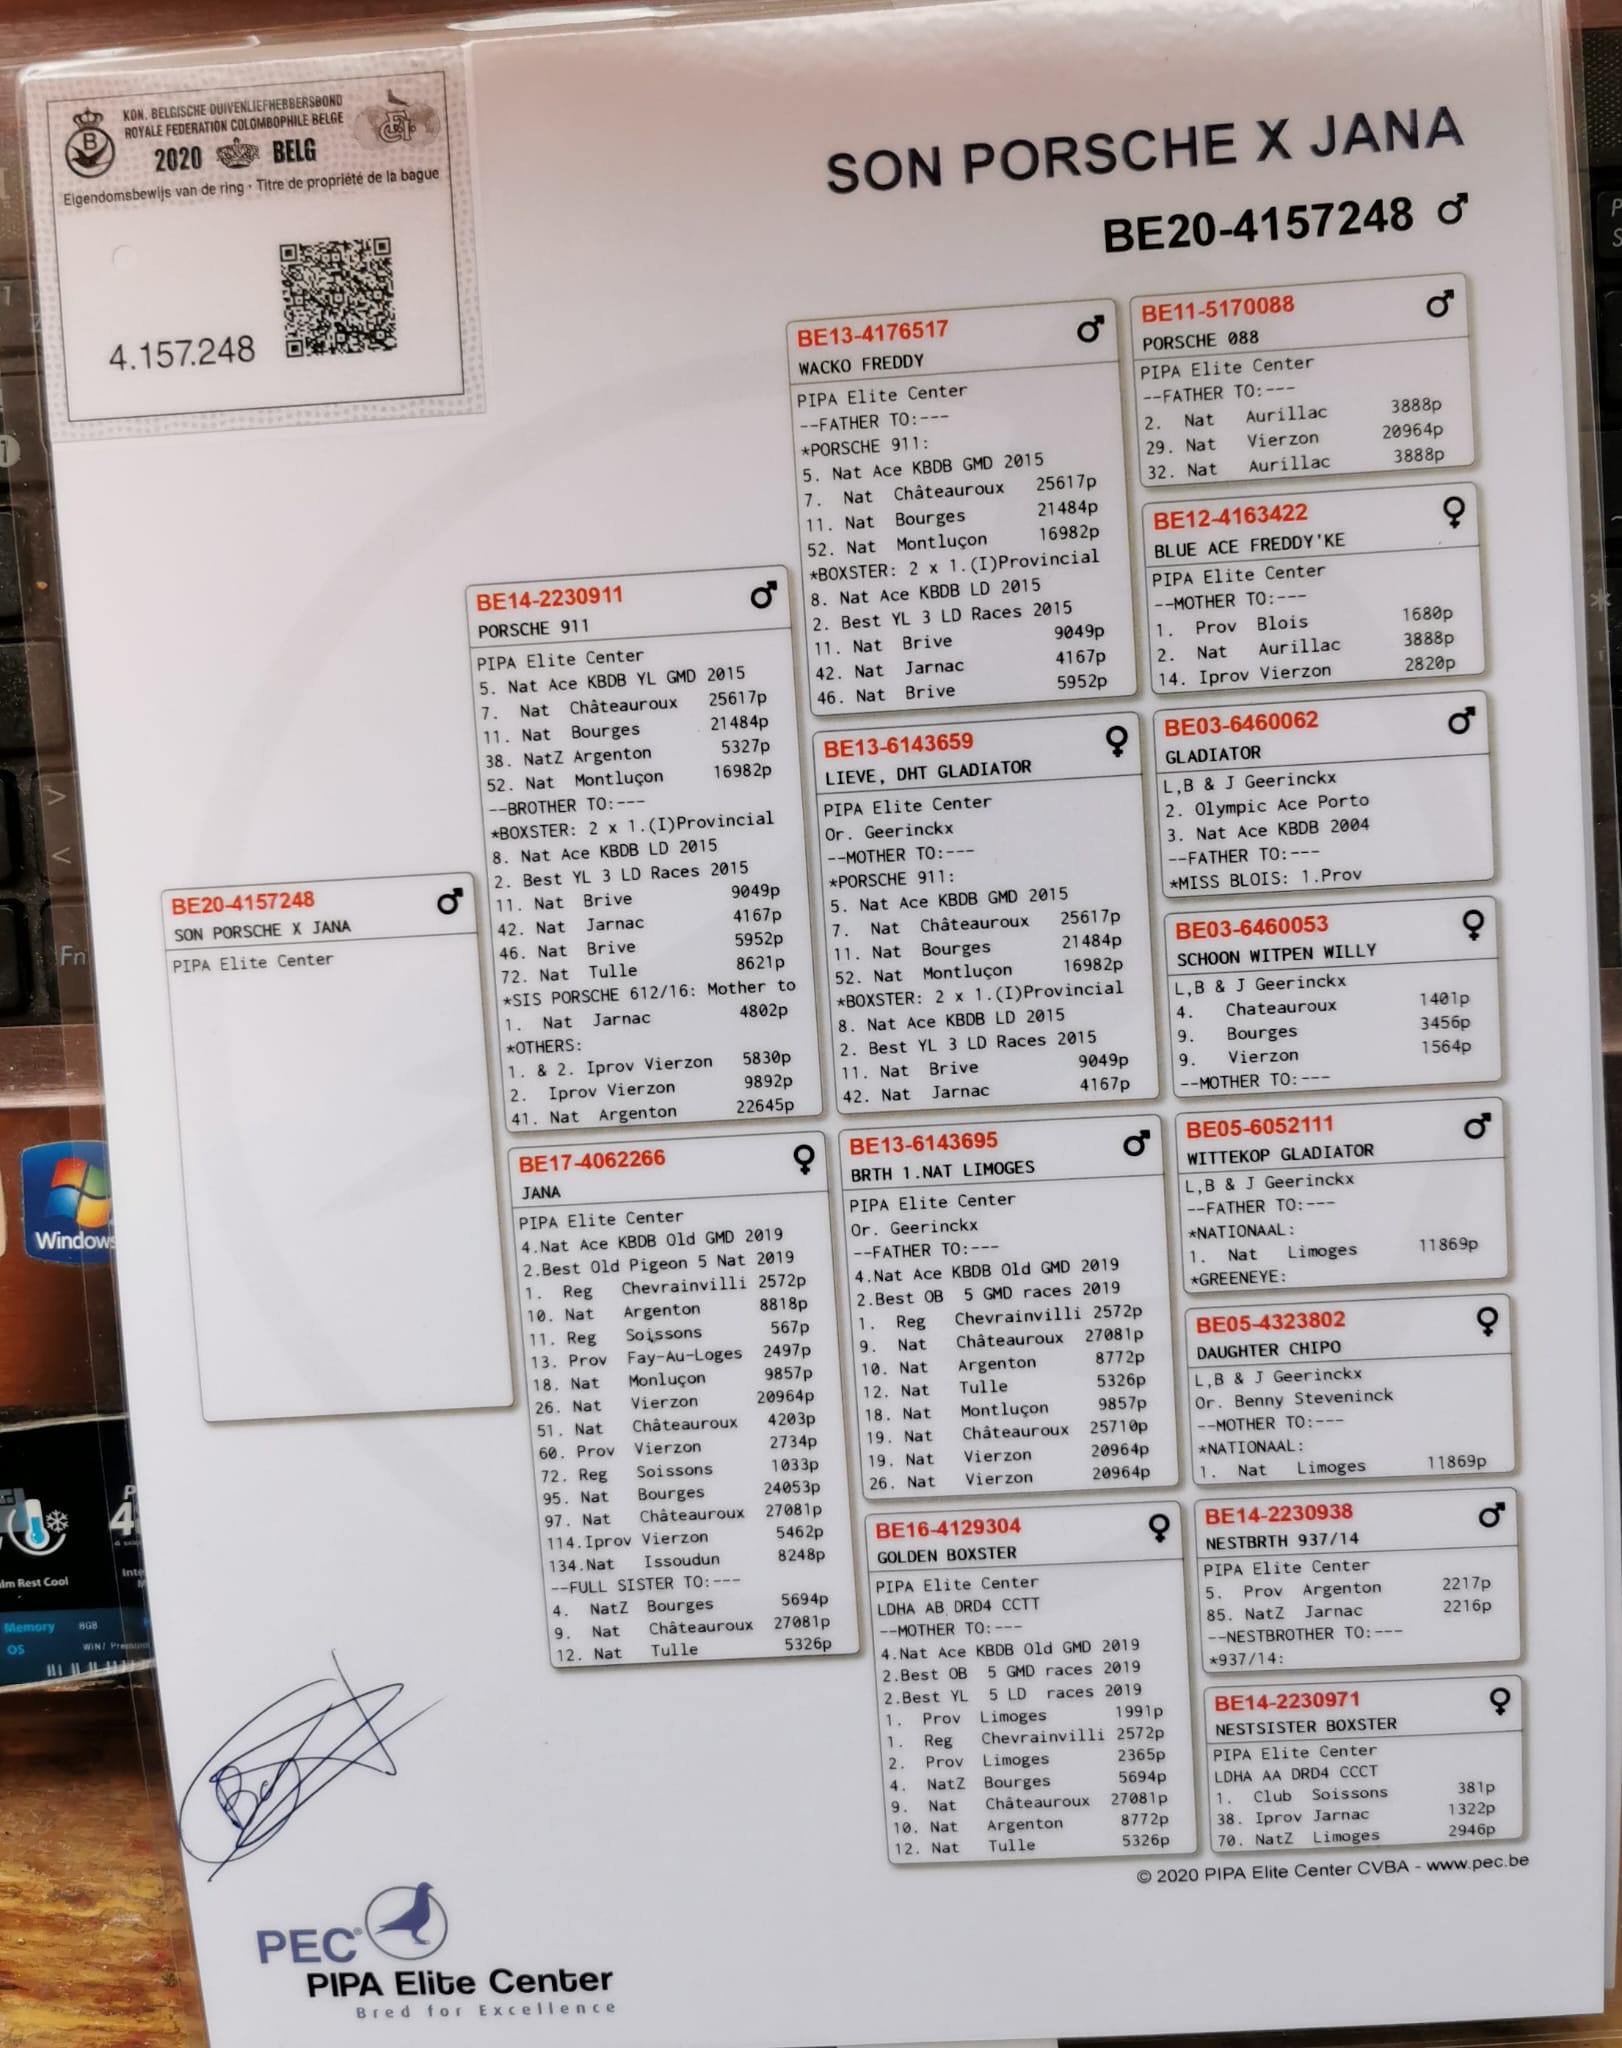 KON. BELGISCHE DUIVENLIEFHEBBERSBOND
ROYALE FEDERATION COLOMBOPHILE BELGE
2020 BELG
Eigendomsbewijs van de ring · Titre de propriété de la bague
4.157.248
SON PORSCHE X JANA
BE20-4157248 ♂
BE20-4157248 ♂
SON PORSCHE X JANA
PIPA Elite Center
BE14-2230911 ♂
PORSCHE 911
PIPA Elite Center
5. Nat Ace KBDB YL GMD 2015
7. Nat Châteauroux 25617p
11. Nat Bourges 21484p
38. NatZ Argenton 5327p
52. Nat Montluçon 16982p
--BROTHER TO:---
*BOXSTER: 2 x 1.(I)Provincial
8. Nat Ace KBDB LD 2015
2. Best YL 3 LD Races 2015
11. Nat Brive 9049p
42. Nat Jarnac 4167p
46. Nat Brive 5952p
72. Nat Tulle 8621p
*SIS PORSCHE 612/16: Mother to
1. Nat Jarnac 4802p
*OTHERS:
1. & 2. Iprov Vierzon 5830p
2. Iprov Vierzon 9892p
41. Nat Argenton 22645p
BE17-4062266 ♀
JANA
PIPA Elite Center
4.Nat Ace KBDB Old GMD 2019
2.Best Old Pigeon 5 Nat 2019
1. Reg Chevrainvilli 2572p
10. Nat Argenton 8818p
11. Reg Soissons 567p
13. Prov Fay-Au-Loges 2497p
18. Nat Monluçon 9857p
26. Nat Vierzon 20964p
51. Nat Châteauroux 4203p
60. Prov Vierzon 2734p
72. Reg Soissons 1033p
95. Nat Bourges 24053p
97. Nat Châteauroux 27081p
114.Iprov Vierzon 5462p
134.Nat Issoudun 8248p
--FULL SISTER TO:---
4. NatZ Bourges 5694p
9. Nat Châteauroux 27081p
12. Nat Tulle 5326p
BE13-4176517 ♂
WACKO FREDDY
PIPA Elite Center
--FATHER TO:---
*PORSCHE 911:
5. Nat Ace KBDB GMD 2015
7. Nat Châteauroux 25617p
11. Nat Bourges 21484p
52. Nat Montluçon 16982p
*BOXSTER: 2 x 1.(I)Provincial
8. Nat Ace KBDB LD 2015
2. Best YL 3 LD Races 2015
11. Nat Brive 9049p
42. Nat Jarnac 4167p
46. Nat Brive 5952p
BE13-6143659 ♀
LIEVE, DHT GLADIATOR
PIPA Elite Center
Or. Geerinckx
--MOTHER TO:---
*PORSCHE 911:
5. Nat Ace KBDB GMD 2015
7. Nat Châteauroux 25617p
11. Nat Bourges 21484p
52. Nat Montluçon 16982p
*BOXSTER: 2 x 1.(I)Provincial
8. Nat Ace KBDB LD 2015
2. Best YL 3 LD Races 2015
11. Nat Brive 9049p
42. Nat Jarnac 4167p
BE13-6143695 ♂
BRTH 1.NAT LIMOGES
PIPA Elite Center
Or. Geerinckx
--FATHER TO:---
4.Nat Ace KBDB Old GMD 2019
2.Best OB 5 GMD races 2019
1. Reg Chevrainvilli 2572p
9. Nat Châteauroux 27081p
10. Nat Argenton 8772p
12. Nat Tulle 5326p
18. Nat Montluçon 9857p
19. Nat Châteauroux 25710p
19. Nat Vierzon 20964p
26. Nat Vierzon 20964p
BE16-4129304 ♀
GOLDEN BOXSTER
PIPA Elite Center
LDHA AB DRD4 CCTT
--MOTHER TO:---
4.Nat Ace KBDB Old GMD 2019
2.Best OB 5 GMD races 2019
2.Best YL 5 LD races 2019
1. Prov Limoges 1991p
1. Reg Chevrainvilli 2572p
2. Prov Limoges 2365p
4. NatZ Bourges 5694p
9. Nat Châteauroux 27081p
10. Nat Argenton 8772p
12. Nat Tulle 5326p
BE11-5170088 ♂
PORSCHE 088
PIPA Elite Center
--FATHER TO:---
2. Nat Aurillac 3888p
29. Nat Vierzon 20964p
32. Nat Aurillac 3888p
BE12-4163422 ♀
BLUE ACE FREDDY'KE
PIPA Elite Center
--MOTHER TO:---
1. Prov Blois 1680p
2. Nat Aurillac 3888p
14. Iprov Vierzon 2820p
BE03-6460062 ♂
GLADIATOR
L,B & J Geerinckx
2. Olympic Ace Porto
3. Nat Ace KBDB 2004
--FATHER TO:---
*MISS BLOIS: 1.Prov
BE03-6460053 ♀
SCHOON WITPEN WILLY
L,B & J Geerinckx
4. Chateauroux 1401p
9. Bourges 3456p
9. Vierzon 1564p
--MOTHER TO:---
BE05-6052111 ♂
WITTEKOP GLADIATOR
L,B & J Geerinckx
--FATHER TO:---
*NATIONAAL:
1. Nat Limoges 11869p
*GREENEYE:
BE05-4323802 ♀
DAUGHTER CHIPO
L,B & J Geerinckx
Or. Benny Steveninck
--MOTHER TO:---
*NATIONAAL:
1. Nat Limoges 11869p
BE14-2230938 ♂
NESTBRTH 937/14
PIPA Elite Center
5. Prov Argenton 2217p
85. NatZ Jarnac 2216p
--NESTBROTHER TO:---
*937/14:
BE14-2230971 ♀
NESTSISTER BOXSTER
PIPA Elite Center
LDHA AA DRD4 CCCT
1. Club Soissons 381p
38. Iprov Jarnac 1322p
70. NatZ Limoges 2946p
© 2020 PIPA Elite Center CVBA - www.pec.be
PEC®
PIPA Elite Center
Bred for Excellence
Fn
Windows
Rest Cool
Memory 8GB
OS